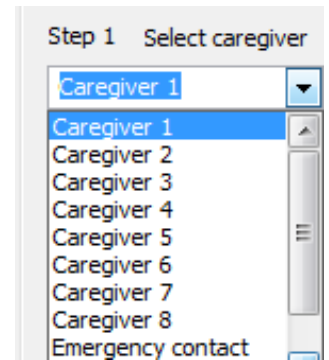 Step 1 Select caregiver
Caregiver 1
Caregiver 1
Caregiver 2
Caregiver 3
Caregiver 4
Caregiver 5
Caregiver 6
Caregiver 7
Caregiver 8
Emergency contact